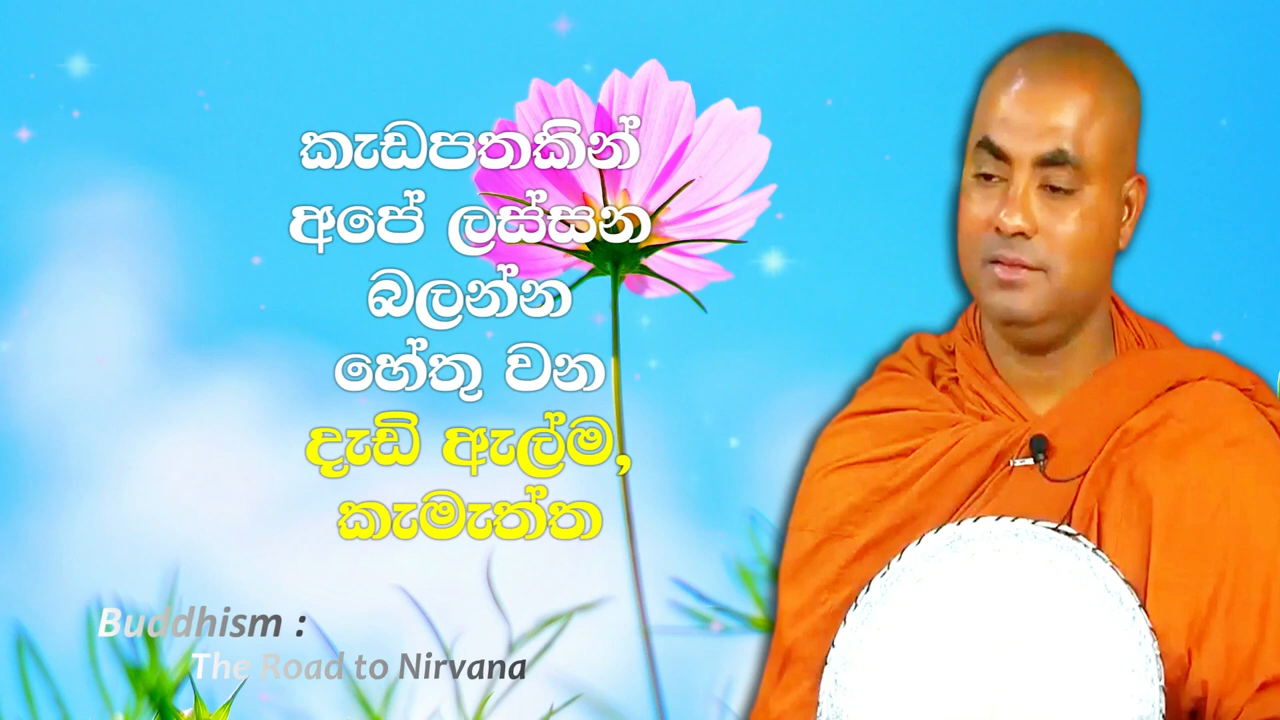 කැඩපතකින්
අපේ ලස්සන
බලන්න
හේතු වන
දැඩි ඇල්ම,
කැමැත්ත
Buddhism :
The Road to Nirvana